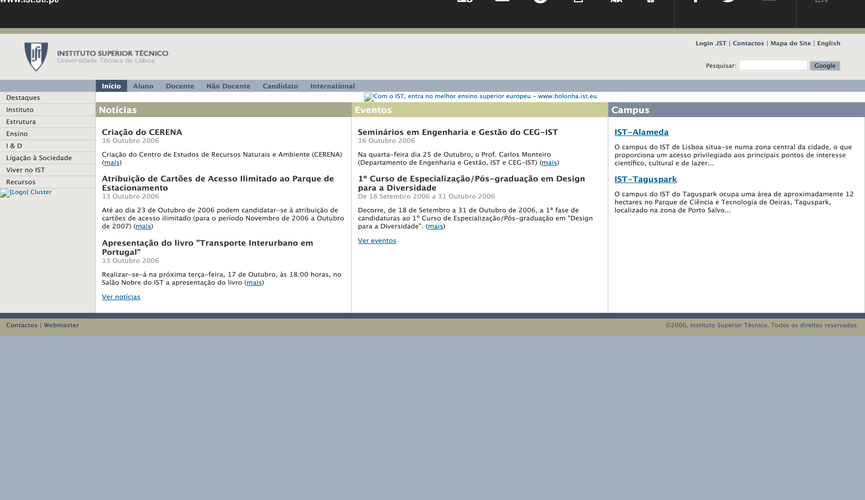 www.ist.utl.pt/
EN
Login .IST | Contactos | Mapa do Site | English
INSTITUTO SUPERIOR TÉCNICO
Universidade Técnica de Lisboa
Pesquisar:
Google
Início Aluno Docente Não Docente Candidato International
Destaques
Instituto
Estrutura
Ensino
I & D
Ligação à Sociedade
Viver no IST
Recursos
[Logo] Cluster
Com o IST, entra no melhor ensino superior europeu - www.bolonha.ist.eu
Notícias
Criação do CERENA
16 Outubro 2006
Criação do Centro de Estudos de Recursos Naturais e Ambiente (CERENA)
(mais)
Atribuição de Cartões de Acesso Ilimitado ao Parque de
Estacionamento
13 Outubro 2006
Até ao dia 23 de Outubro de 2006 podem candidatar-se à atribuição de
cartões de acesso ilimitado (para o período Novembro de 2006 a Outubro
de 2007) (mais)
Apresentação do livro "Transporte Interurbano em
Portugal"
13 Outubro 2006
Realizar-se-á na próxima terça-feira, 17 de Outubro, às 18:00 horas, no
Salão Nobre do IST a apresentação do livro (mais)
Ver notícias
Eventos
Seminários em Engenharia e Gestão do CEG-IST
16 Outubro 2006
Na quarta-feira dia 25 de Outubro, o Prof. Carlos Monteiro
(Departamento de Engenharia e Gestão, IST e CEG-IST) (mais)
1º Curso de Especialização/Pós-graduação em Design
para a Diversidade
De 18 Setembro 2006 a 31 Outubro 2006
Decorre, de 18 de Setembro a 31 de Outubro de 2006, a 1ª fase de
candidaturas ao 1º Curso de Especialização/Pós-graduação em "Design
para a Diversidade". (mais)
Ver eventos
Campus
IST-Alameda
O campus do IST de Lisboa situa-se numa zona central da cidade, o que
proporciona um acesso privilegiado aos principais pontos de interesse
científico, cultural e de lazer...
IST-Taguspark
O campus do IST do Taguspark ocupa uma área de aproximadamente 12
hectares no Parque de Ciência e Tecnologia de Oeiras, Taguspark,
localizado na zona de Porto Salvo...
Contactos | Webmaster
©2006, Instituto Superior Técnico. Todos os direitos reservados.